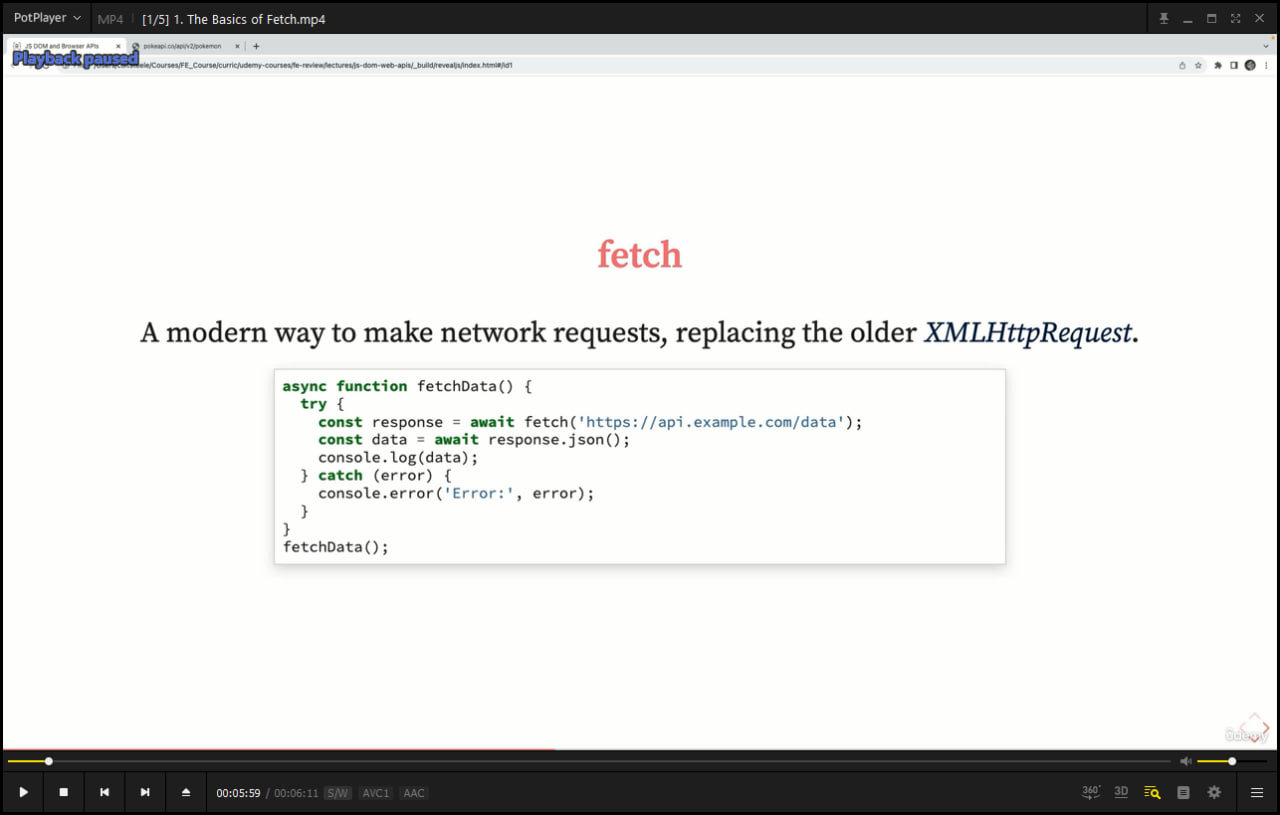 PotPlayer MP4 [1/5] 1. The Basics of Fetch.mp4
JS DOM and Browser APIs pokeapi.co/api/v2/pokemon
Playback paused
/Courses/FE_Course/curric/udemy-courses/fe-review/lectures/js-dom-web-apis/_build/revealjs/index.html#/id1
fetch
A modern way to make network requests, replacing the older XMLHttpRequest.
async function fetchData() {
try {
const response = await fetch('https://api.example.com/data');
const data = await response.json();
console.log(data);
} catch (error) {
console.error('Error:', error);
}
}
fetchData();
udemy
00:05:59 / 00:06:11 S/W AVC1 AAC
360° 3D